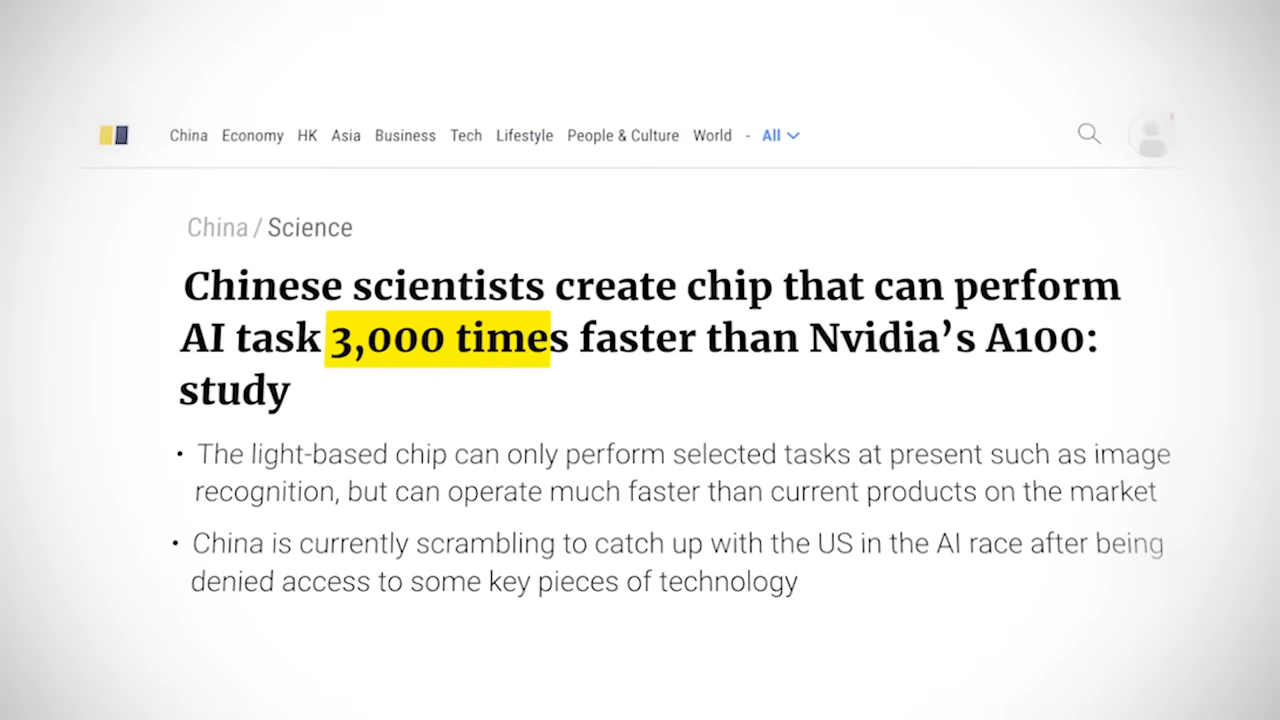 China Economy HK Asia Business Tech Lifestyle People & Culture World - All
China / Science
Chinese scientists create chip that can perform
AI task 3,000 times faster than Nvidia’s A100:
study
• The light-based chip can only perform selected tasks at present such as image
recognition, but can operate much faster than current products on the market
• China is currently scrambling to catch up with the US in the AI race after being
denied access to some key pieces of technology